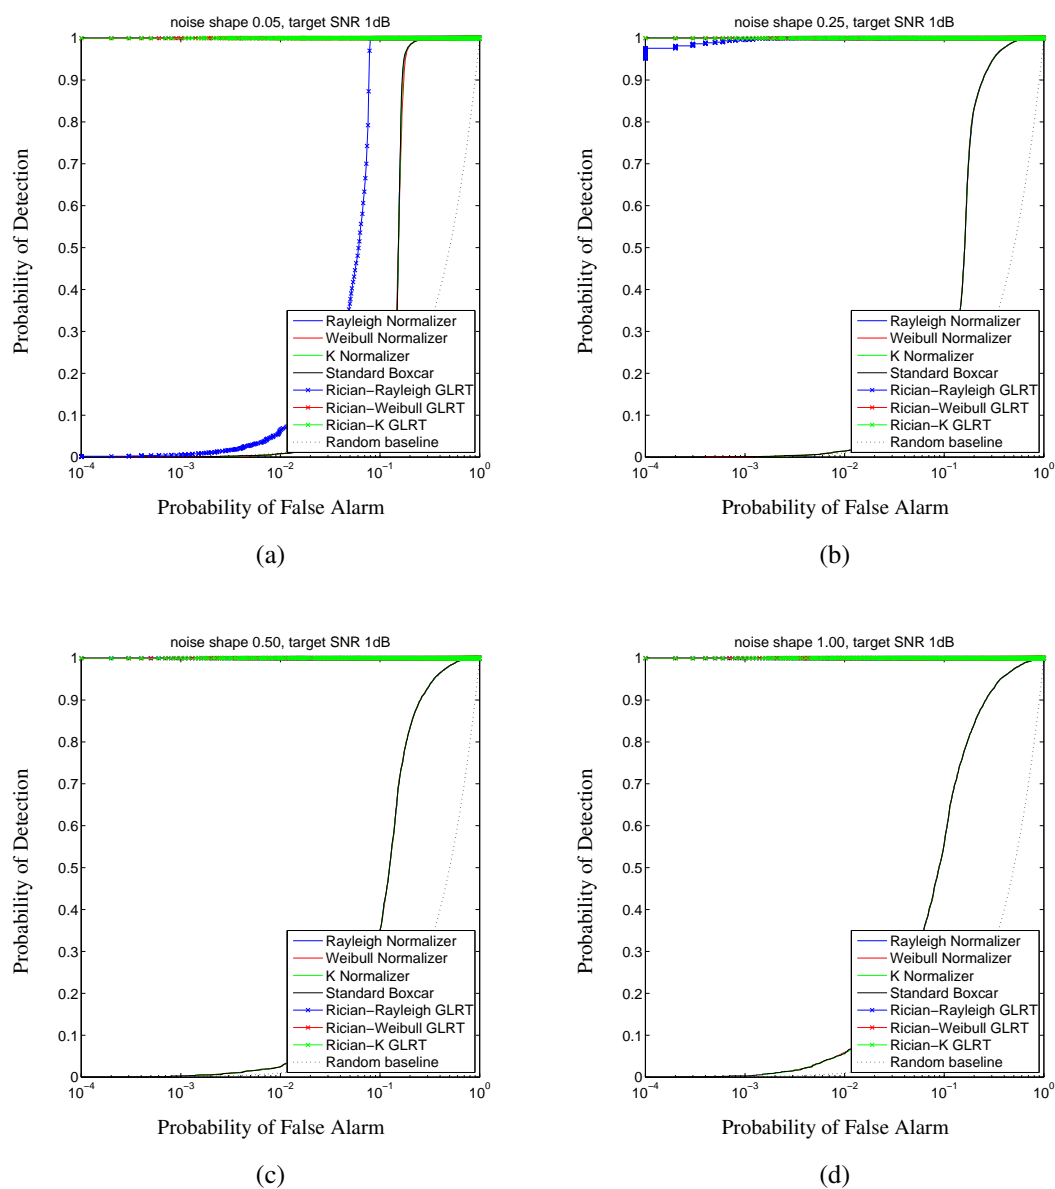 noise shape 0.05, target SNR 1dB
1
0.9
0.8
0.7
0.6
0.5
0.4
0.3
0.2
0.1
0
Probability of Detection
Rayleigh Normalizer
Weibull Normalizer
K Normalizer
Standard Boxcar
Rician−Rayleigh GLRT
Rician−Weibull GLRT
Rician−K GLRT
Random baseline
10⁻⁴ 10⁻³ 10⁻² 10⁻¹ 10⁰
Probability of False Alarm
(a)
noise shape 0.25, target SNR 1dB
1
0.9
0.8
0.7
0.6
0.5
0.4
0.3
0.2
0.1
0
Probability of Detection
Rayleigh Normalizer
Weibull Normalizer
K Normalizer
Standard Boxcar
Rician−Rayleigh GLRT
Rician−Weibull GLRT
Rician−K GLRT
Random baseline
10⁻⁴ 10⁻³ 10⁻² 10⁻¹ 10⁰
Probability of False Alarm
(b)
noise shape 0.50, target SNR 1dB
1
0.9
0.8
0.7
0.6
0.5
0.4
0.3
0.2
0.1
0
Probability of Detection
Rayleigh Normalizer
Weibull Normalizer
K Normalizer
Standard Boxcar
Rician−Rayleigh GLRT
Rician−Weibull GLRT
Rician−K GLRT
Random baseline
10⁻⁴ 10⁻³ 10⁻² 10⁻¹ 10⁰
Probability of False Alarm
(c)
noise shape 1.00, target SNR 1dB
1
0.9
0.8
0.7
0.6
0.5
0.4
0.3
0.2
0.1
0
Probability of Detection
Rayleigh Normalizer
Weibull Normalizer
K Normalizer
Standard Boxcar
Rician−Rayleigh GLRT
Rician−Weibull GLRT
Rician−K GLRT
Random baseline
10⁻⁴ 10⁻³ 10⁻² 10⁻¹ 10⁰
Probability of False Alarm
(d)